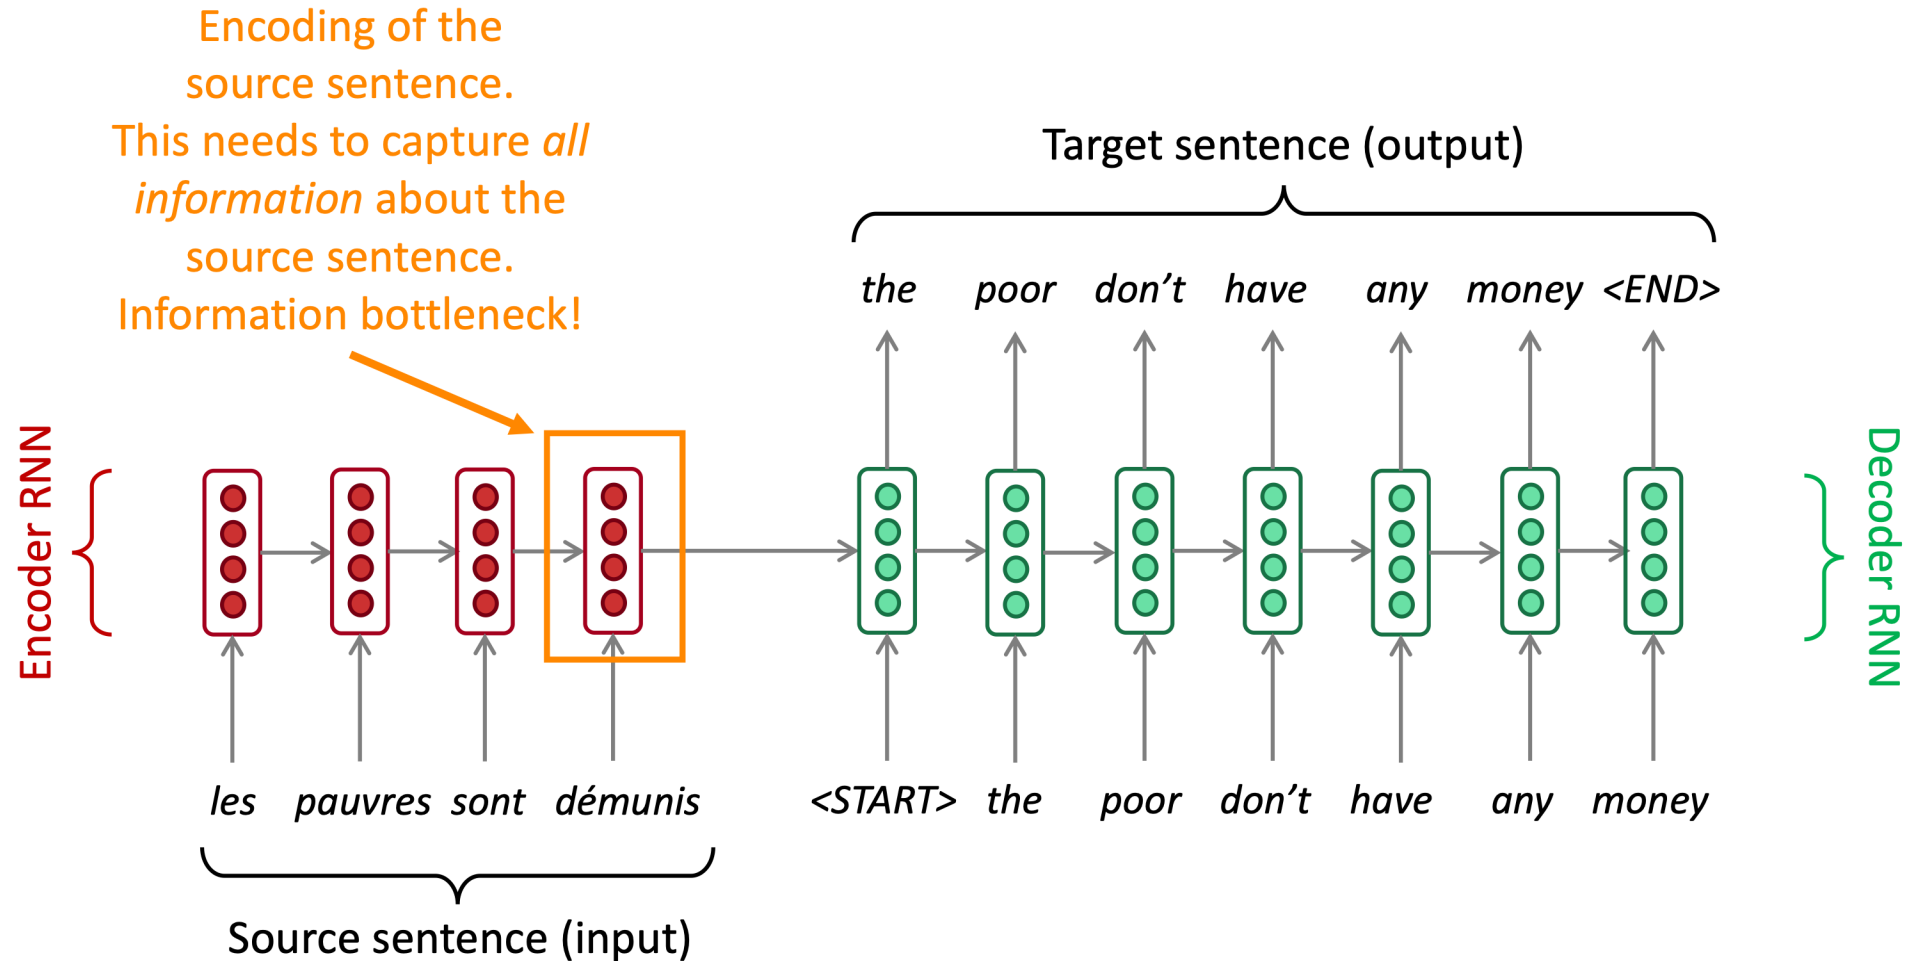 Encoding of the
source sentence.
This needs to capture all
information about the
source sentence.
Information bottleneck!
Target sentence (output)
the poor don’t have any money <END>
Encoder RNN
Decoder RNN
les pauvres sont démunis <START> the poor don’t have any money
Source sentence (input)